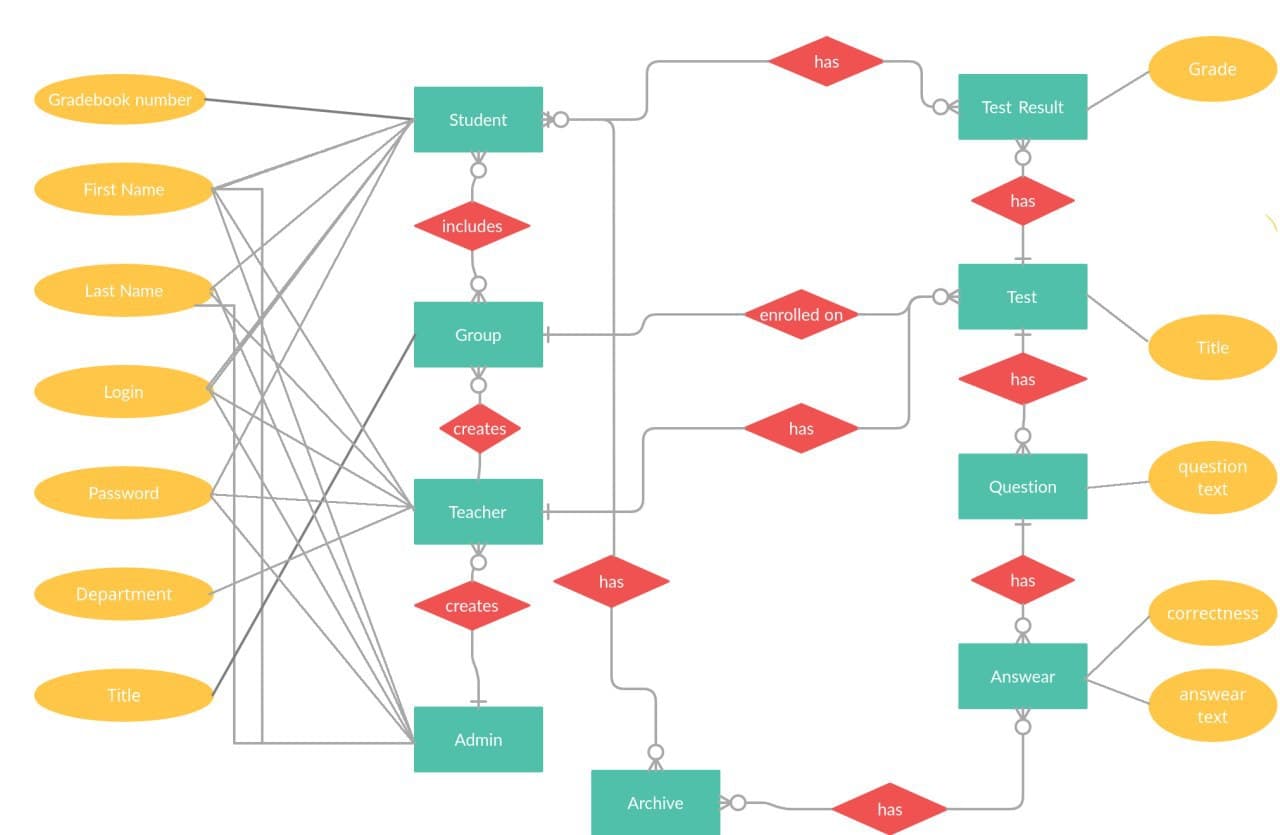 has
Grade
Gradebook number
Student
Test Result
First Name
includes
has
Last Name
Test
Group
enrolled on
Title
Login
has
creates
has
question
text
Password
Question
Teacher
Department
creates
has
has
correctness
Title
Answear
answear
text
Admin
Archive
has